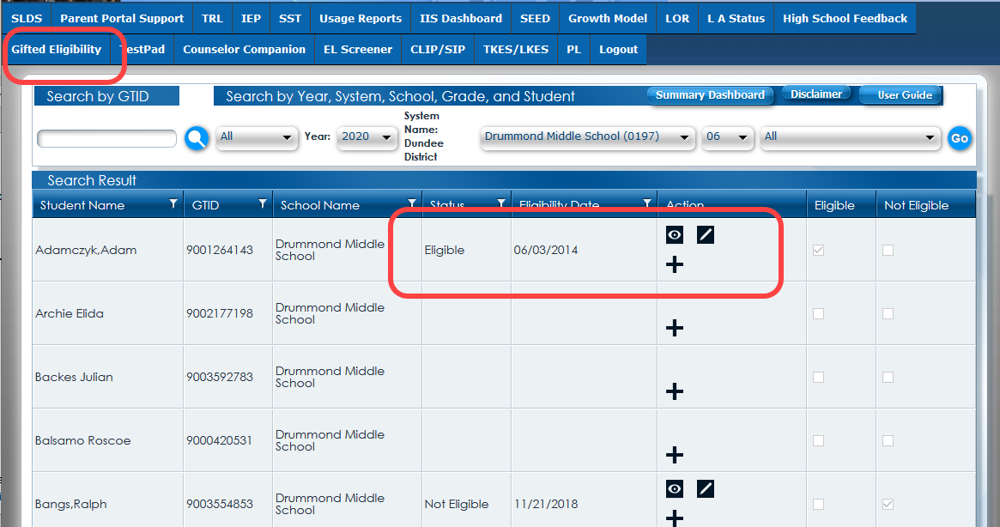 SLDS Parent Portal Support TRL IEP SST Usage Reports IIS Dashboard SEED Growth Model LOR L A Status High School Feedback
Gifted Eligibility TestPad Counselor Companion EL Screener CLIP/SIP TKES/LKES PL Logout
Search by GTID Search by Year, System, School, Grade, and Student Summary Dashboard Disclaimer User Guide
All Year: 2020 System Name: Dundee District Drummond Middle School (0197) 06 All Go
Search Result
Student Name GTID School Name Status Eligibility Date Action Eligible Not Eligible
Adamczyk,Adam 9001264143 Drummond Middle School Eligible 06/03/2014
Archie Elida 9002177198 Drummond Middle School
Backes Julian 9003592783 Drummond Middle School
Balsamo Roscoe 9000420531 Drummond Middle School
Bangs,Ralph 9003554853 Drummond Middle School Not Eligible 11/21/2018